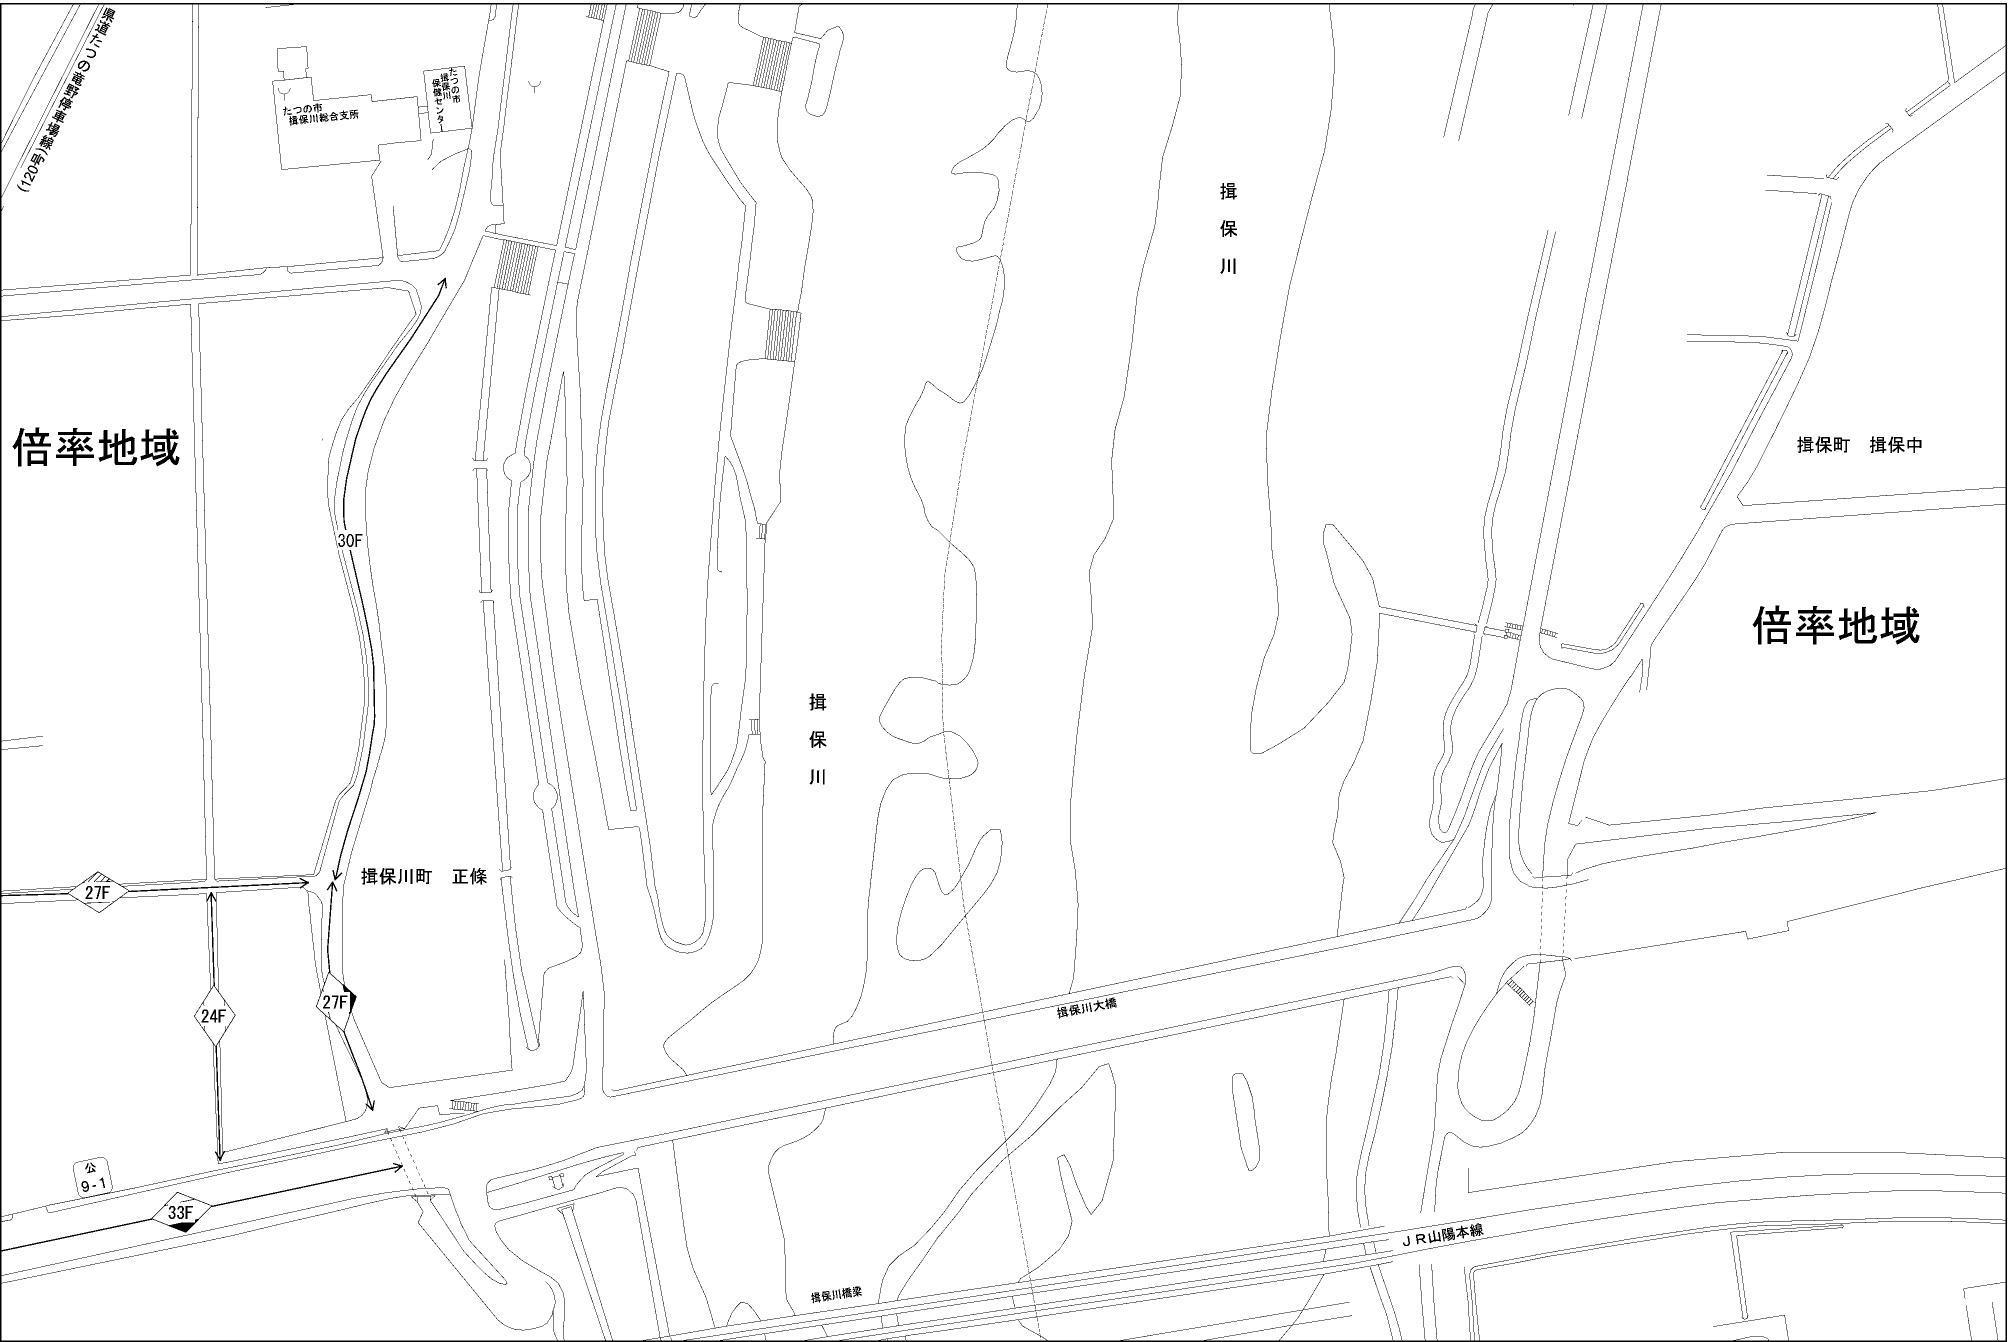 県道たつの竜野停車場線
(120号)
たつの市
揖保川総合支所
たつの市
揖保川
保健センター
揖
保
川
倍率地域
揖保町　揖保中
30F
倍率地域
揖
保
川
揖保川町　正條
27F
27F
24F
揖保川大橋
公
9-1
33F
ＪＲ山陽本線
揖保川橋梁